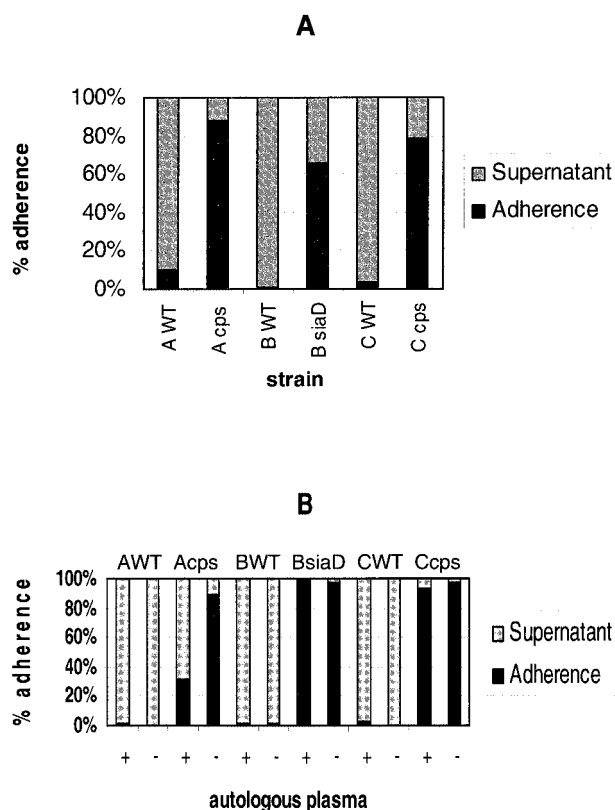 A
100%
80%
60%
40%
20%
0%
% adherence
Supernatant
Adherence
A WT
A cps
B WT
B siaD
C WT
C cps
strain
B
AWT Acps BWT BsiaD CWT Ccps
100%
80%
60%
40%
20%
0%
% adherence
Supernatant
Adherence
+ - + - + - + - + - + -
autologous plasma